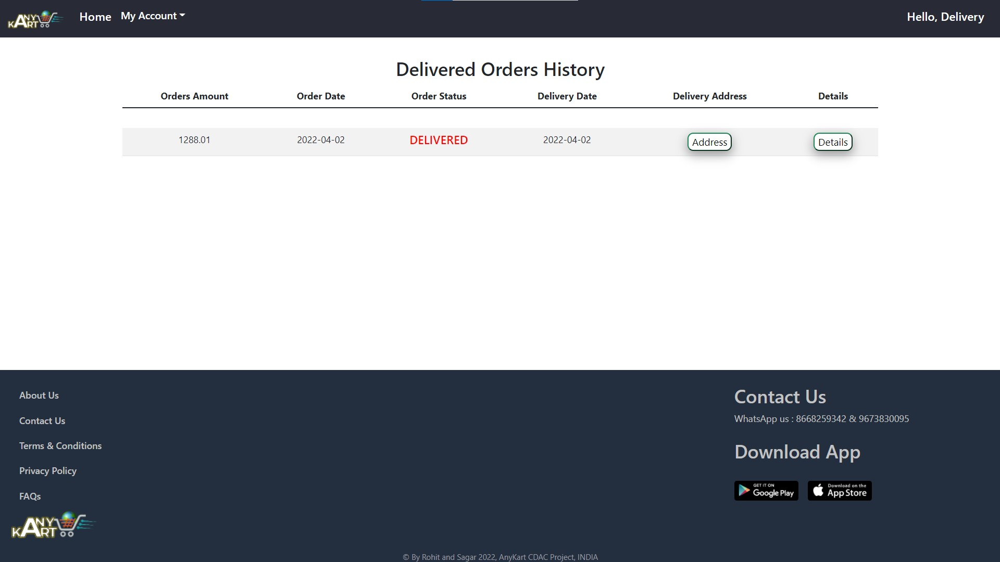 ANY KART Home My Account Hello, Delivery
Delivered Orders History
Orders Amount Order Date Order Status Delivery Date Delivery Address Details
1288.01 2022-04-02 DELIVERED 2022-04-02 Address Details
About Us
Contact Us
Terms & Conditions
Privacy Policy
FAQs
ANY KART
Contact Us
WhatsApp us : 8668259342 & 9673830095
Download App
GET IT ON
Google Play
Download on the
App Store
© By Rohit and Sagar 2022, AnyKart CDAC Project, INDIA